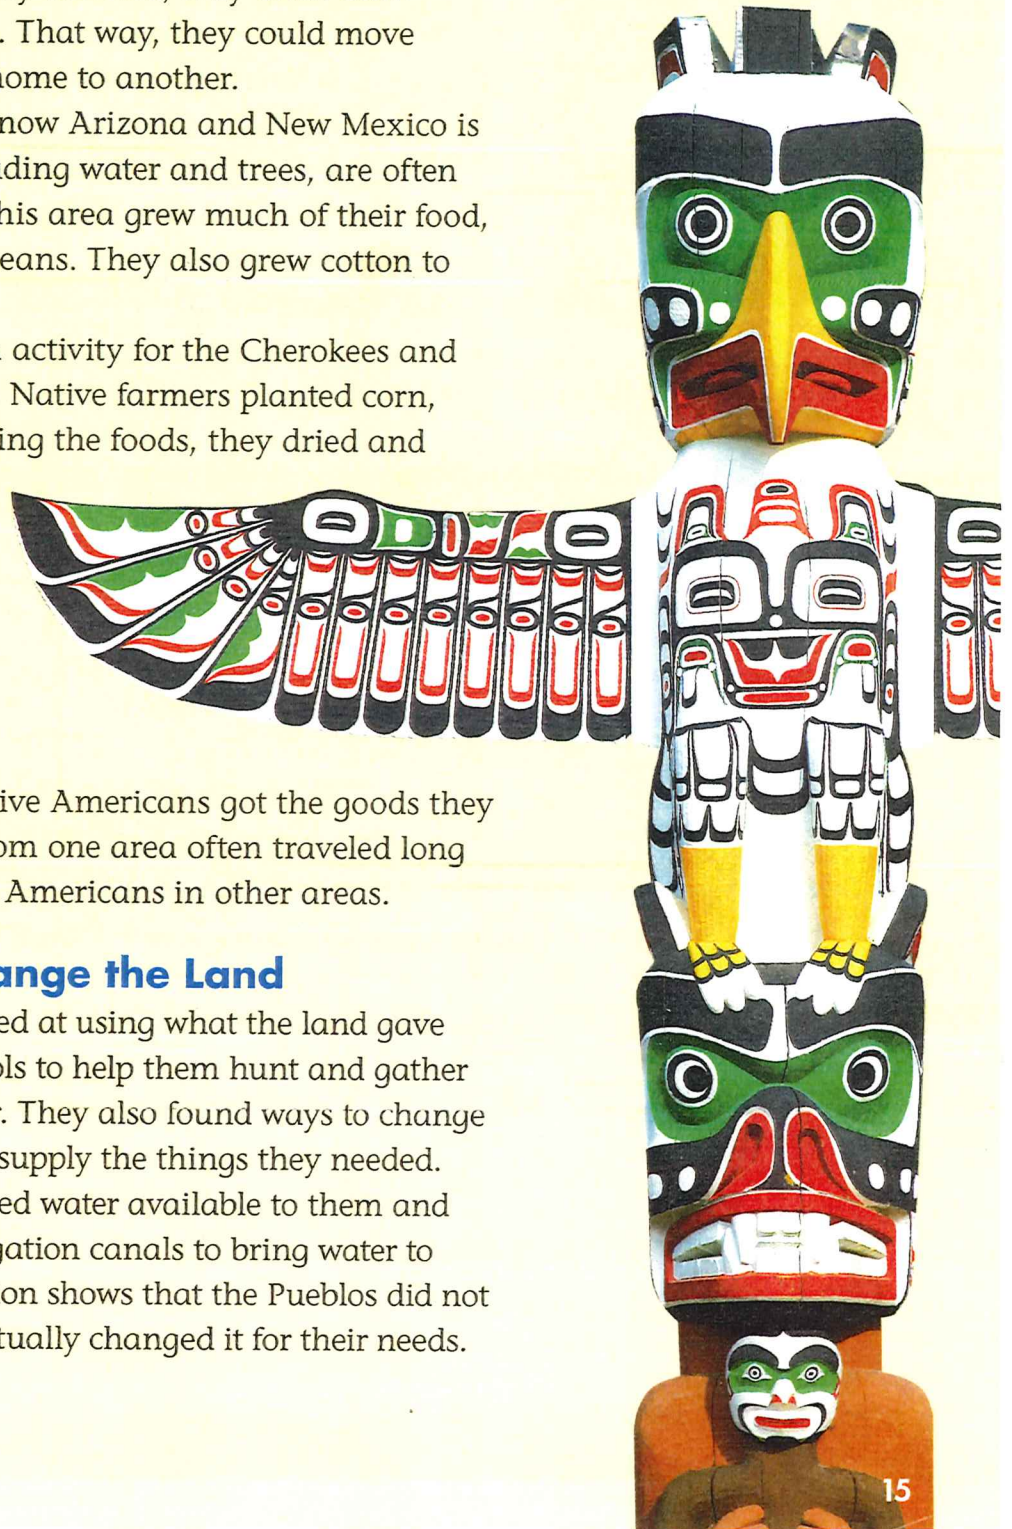 . That way, they could move
ome to another.
now Arizona and New Mexico is
ding water and trees, are often
his area grew much of their food,
eans. They also grew cotton to
activity for the Cherokees and
Native farmers planted corn,
ing the foods, they dried and
ive Americans got the goods they
om one area often traveled long
Americans in other areas.
ange the Land
ed at using what the land gave
ols to help them hunt and gather
. They also found ways to change
supply the things they needed.
ed water available to them and
gation canals to bring water to
on shows that the Pueblos did not
tually changed it for their needs.
15